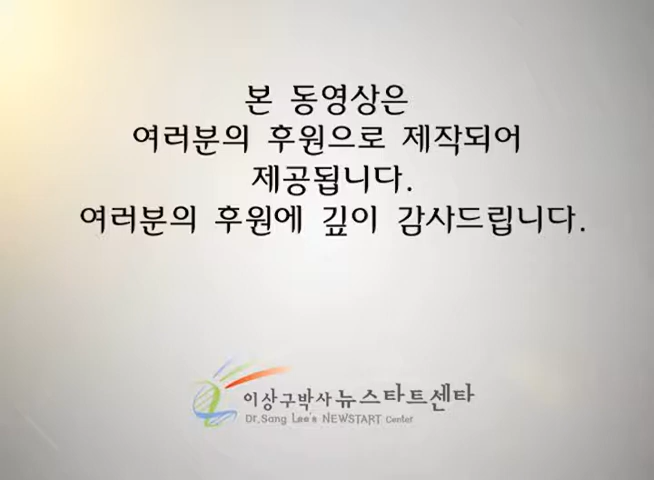 본 동영상은
여러분의 후원으로 제작되어
제공됩니다.
여러분의 후원에 깊이 감사드립니다.
이상구박사뉴스타트센타
Dr.Sang Lee's NEWSTART Center